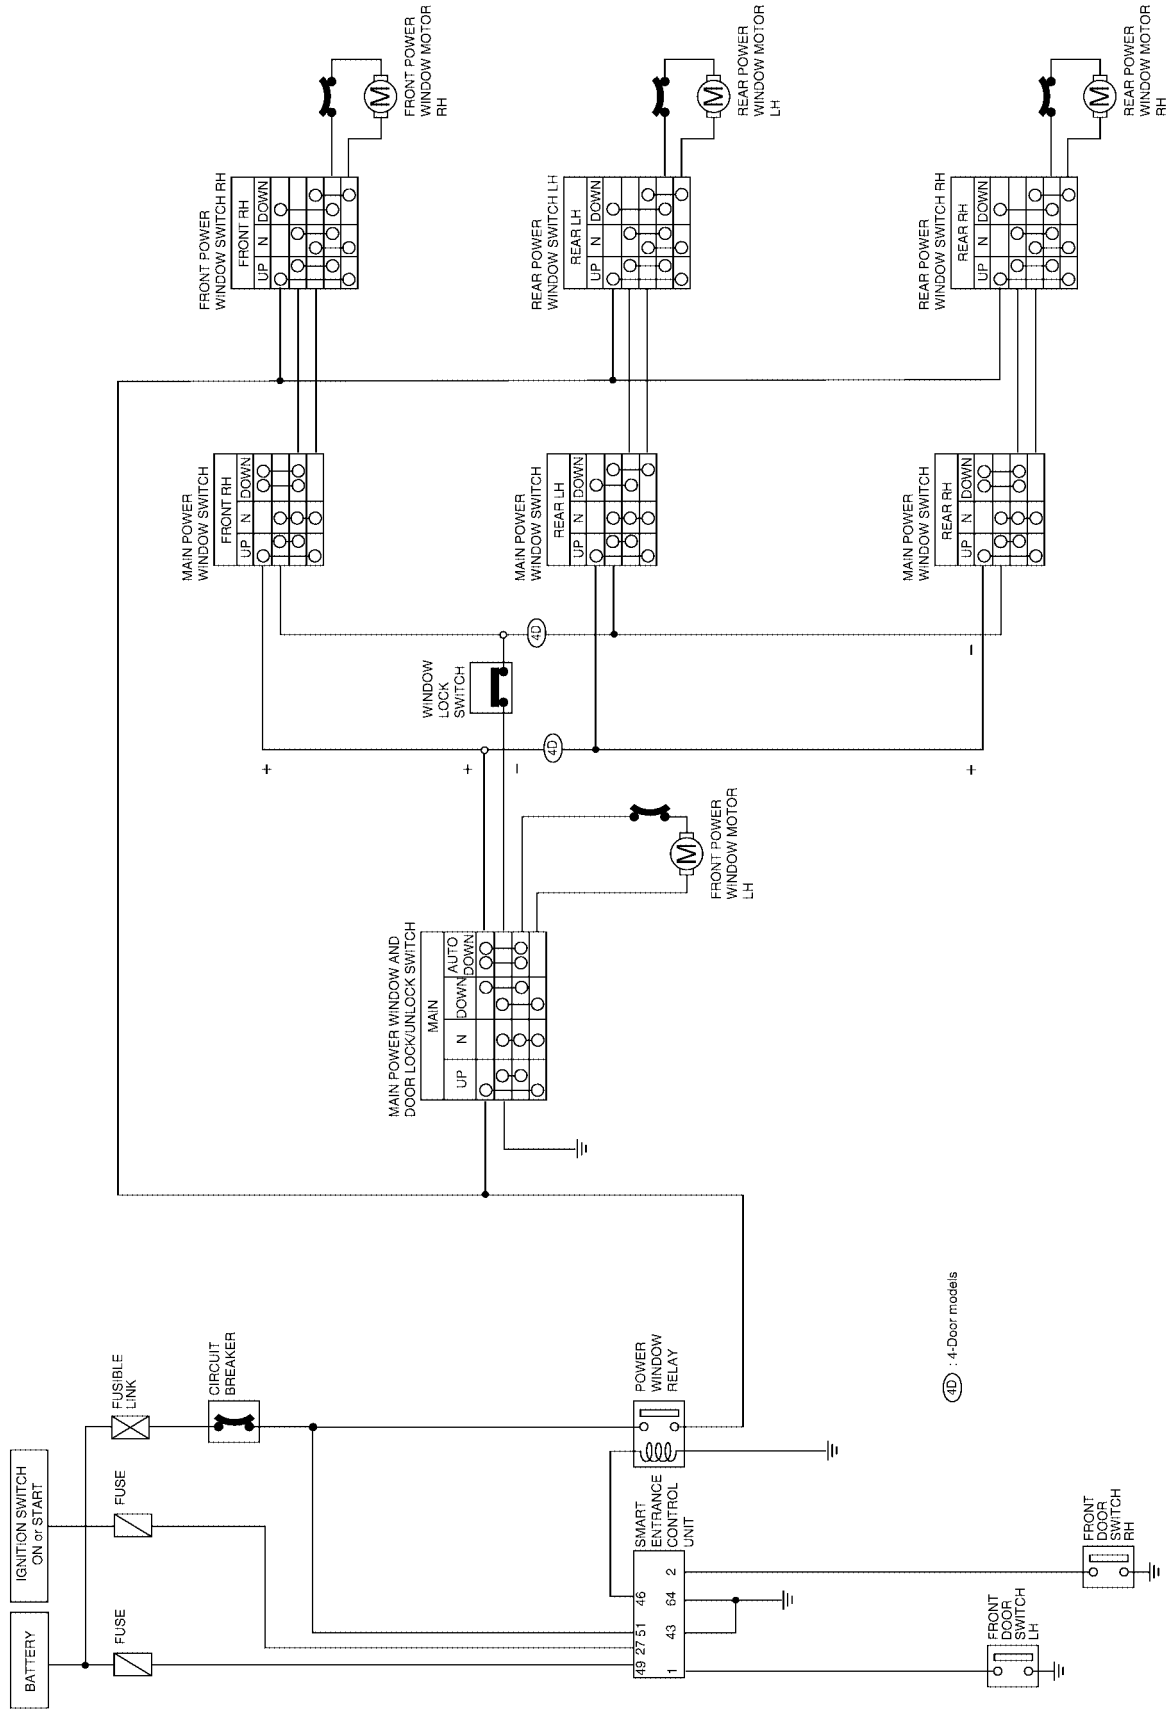 BATTERY
IGNITION SWITCH
ON or START
FUSE
FUSE
FUSIBLE
LINK
CIRCUIT
BREAKER
49
27
51
46
1
43
64
2
SMART
ENTRANCE
CONTROL
UNIT
POWER
WINDOW
RELAY
FRONT
DOOR
SWITCH
LH
FRONT
DOOR
SWITCH
RH
4D : 4-Door models
MAIN POWER WINDOW AND
DOOR LOCK/UNLOCK SWITCH
MAIN
UP
N
DOWN
AUTO
DOWN
M
FRONT POWER
WINDOW MOTOR
LH
+
+
–
+
–
4D
4D
WINDOW
LOCK
SWITCH
MAIN POWER
WINDOW SWITCH
FRONT RH
UP
N
DOWN
MAIN POWER
WINDOW SWITCH
REAR LH
UP
N
DOWN
MAIN POWER
WINDOW SWITCH
REAR RH
UP
N
DOWN
FRONT POWER
WINDOW SWITCH RH
FRONT RH
UP
N
DOWN
REAR POWER
WINDOW SWITCH LH
REAR LH
UP
N
DOWN
REAR POWER
WINDOW SWITCH RH
REAR RH
UP
N
DOWN
M
FRONT POWER
WINDOW MOTOR
RH
M
REAR POWER
WINDOW MOTOR
LH
M
REAR POWER
WINDOW MOTOR
RH